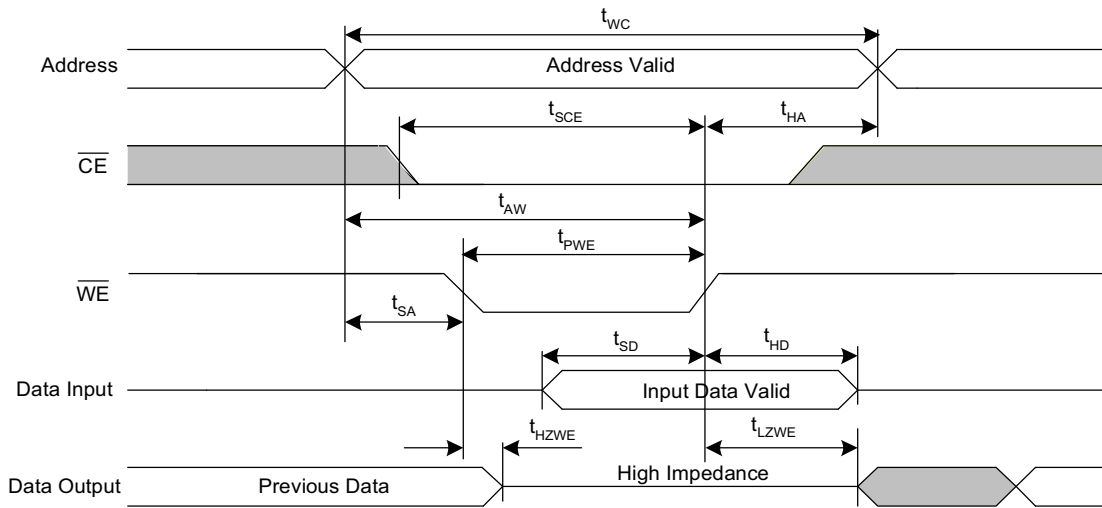 tWC
Address
Address Valid
tSCE
tHA
CE
tAW
tPWE
WE
tSA
tSD
tHD
Data Input
Input Data Valid
tHZWE
tLZWE
Data Output
Previous Data
High Impedance